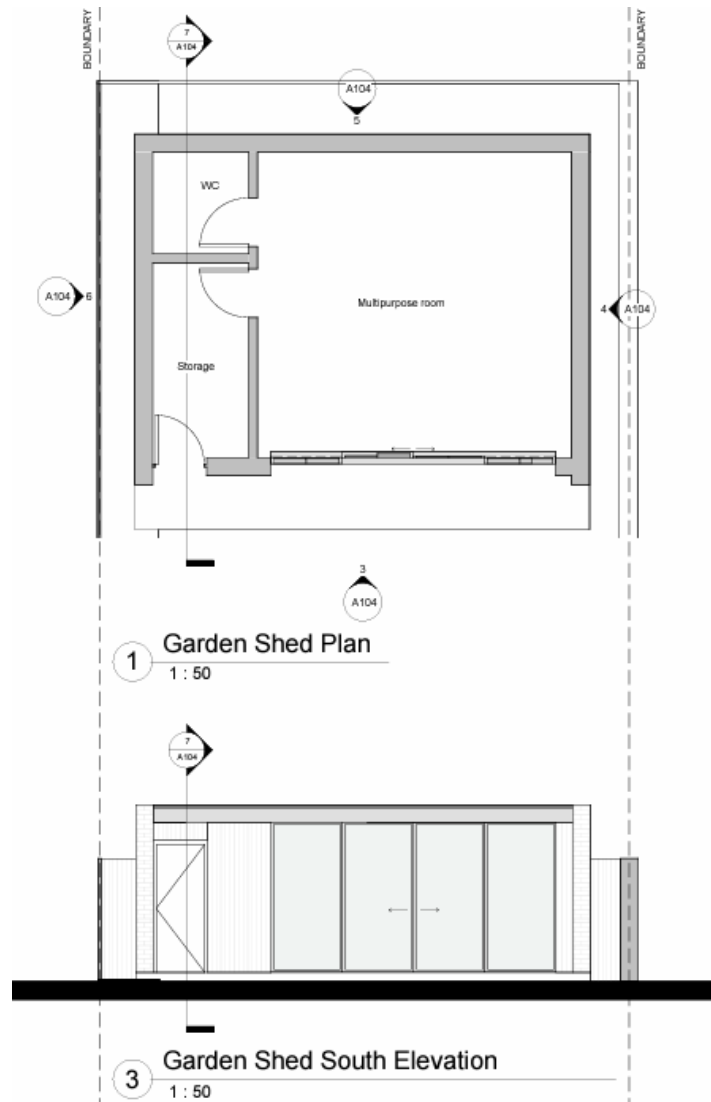 BOUNDARY
BOUNDARY
7
A104
A104
5
WC
A104
6
Multipurpose room
4
A104
Storage
3
A104
1
Garden Shed Plan
1 : 50
7
A104
3
Garden Shed South Elevation
1 : 50